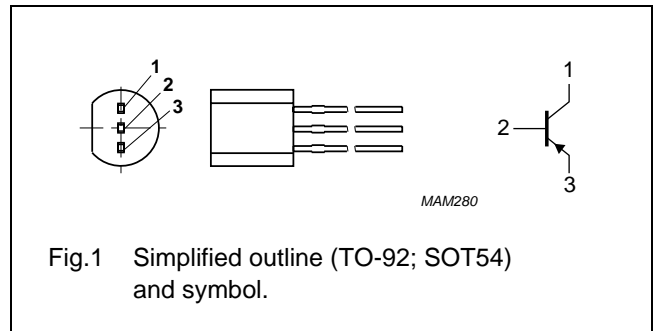 1
2
3
1
2
3
MAM280
Fig.1 Simplified outline (TO-92; SOT54)
and symbol.